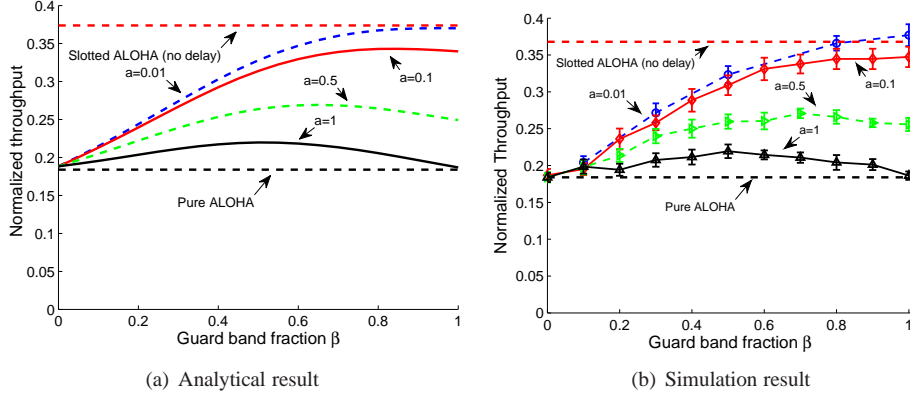 0.4
0.35
0.3
0.25
0.2
0.15
0.1
0.05
0
Normalized throughput
Slotted ALOHA (no delay)
a=0.01
a=0.1
a=0.5
a=1
Pure ALOHA
0 0.2 0.4 0.6 0.8 1
Guard band fraction β
(a) Analytical result
0.4
0.35
0.3
0.25
0.2
0.15
0.1
0.05
0
Normalized Throughput
Slotted ALOHA (no delay)
a=0.01
a=0.1
a=0.5
a=1
Pure ALOHA
0 0.2 0.4 0.6 0.8 1
Guard band fraction β
(b) Simulation result